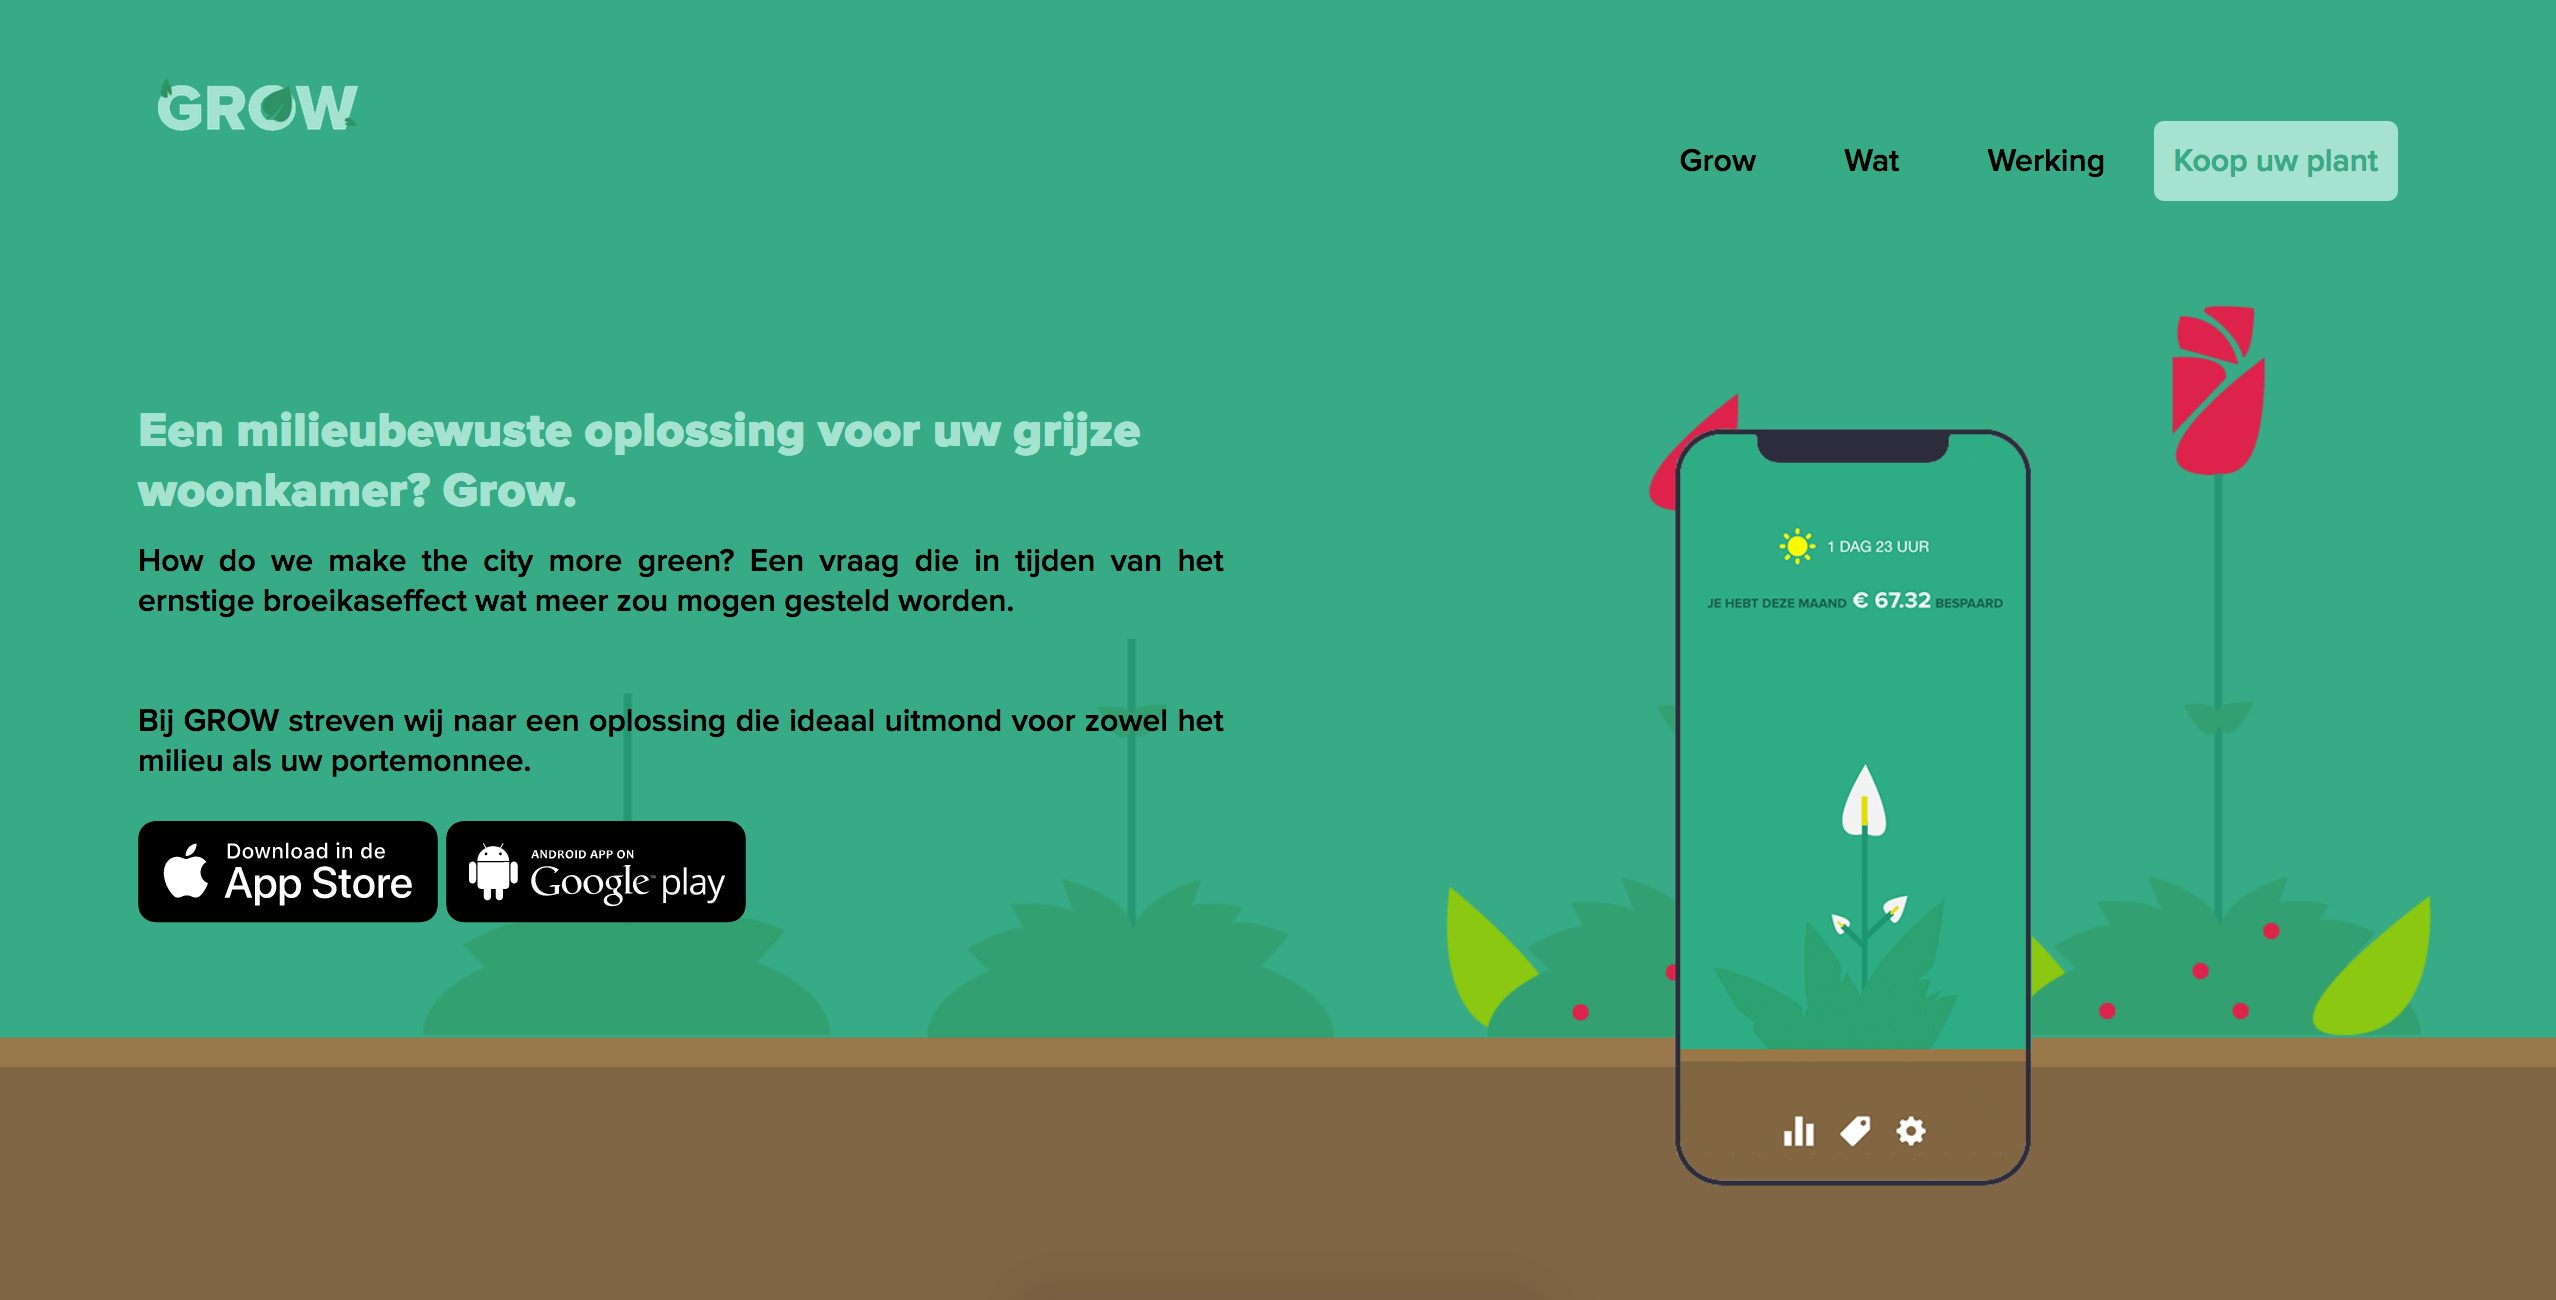 GROW
Grow
Wat
Werking
Koop uw plant
Een milieubewuste oplossing voor uw grijze
woonkamer? Grow.
How do we make the city more green? Een vraag die in tijden van het
ernstige broeikaseffect wat meer zou mogen gesteld worden.
Bij GROW streven wij naar een oplossing die ideaal uitmond voor zowel het
milieu als uw portemonnee.
Download in de
App Store
ANDROID APP ON
Google play
1 DAG 23 UUR
JE HEBT DEZE MAAND € 67.32 BESPAARD